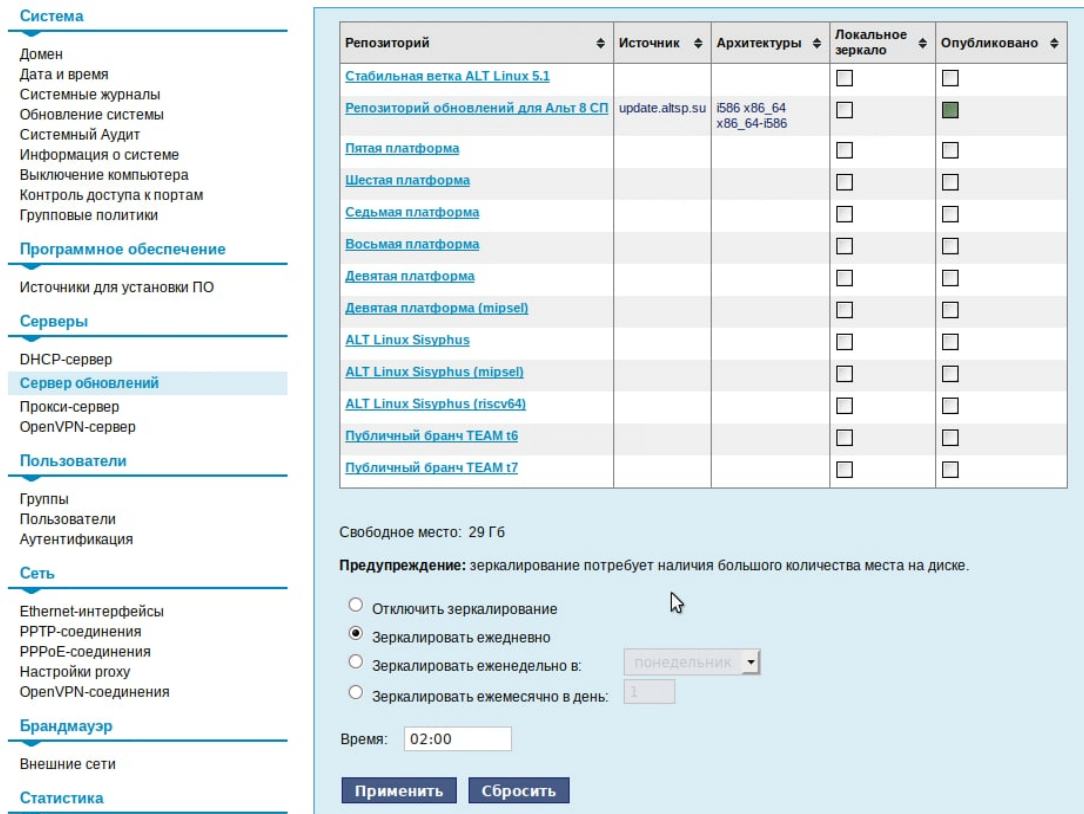 Система
Домен
Дата и время
Системные журналы
Обновление системы
Системный Аудит
Информация о системе
Выключение компьютера
Контроль доступа к портам
Групповые политики
Программное обеспечение
Источники для установки ПО
Серверы
DHCP-сервер
Сервер обновлений
Прокси-сервер
OpenVPN-сервер
Пользователи
Группы
Пользователи
Аутентификация
Сеть
Ethernet-интерфейсы
PPTP-соединения
PPPoE-соединения
Настройки proxy
OpenVPN-соединения
Брандмауэр
Внешние сети
Статистика
Репозиторий Источник Архитектуры Локальное зеркало Опубликовано
Стабильная ветка ALT Linux 5.1
Репозиторий обновлений для Альт 8 СП update.altsp.su i586 x86_64
x86_64-i586
Пятая платформа
Шестая платформа
Седьмая платформа
Восьмая платформа
Девятая платформа
Девятая платформа (mipsel)
ALT Linux Sisyphus
ALT Linux Sisyphus (mipsel)
ALT Linux Sisyphus (riscv64)
Публичный бранч TEAM t6
Публичный бранч TEAM t7
Свободное место: 29 Гб
Предупреждение: зеркалирование потребует наличия большого количества места на диске.
Отключить зеркалирование
Зеркалировать ежедневно
Зеркалировать еженедельно в: понедельник
Зеркалировать ежемесячно в день: 1
Время: 02:00
Применить Сбросить